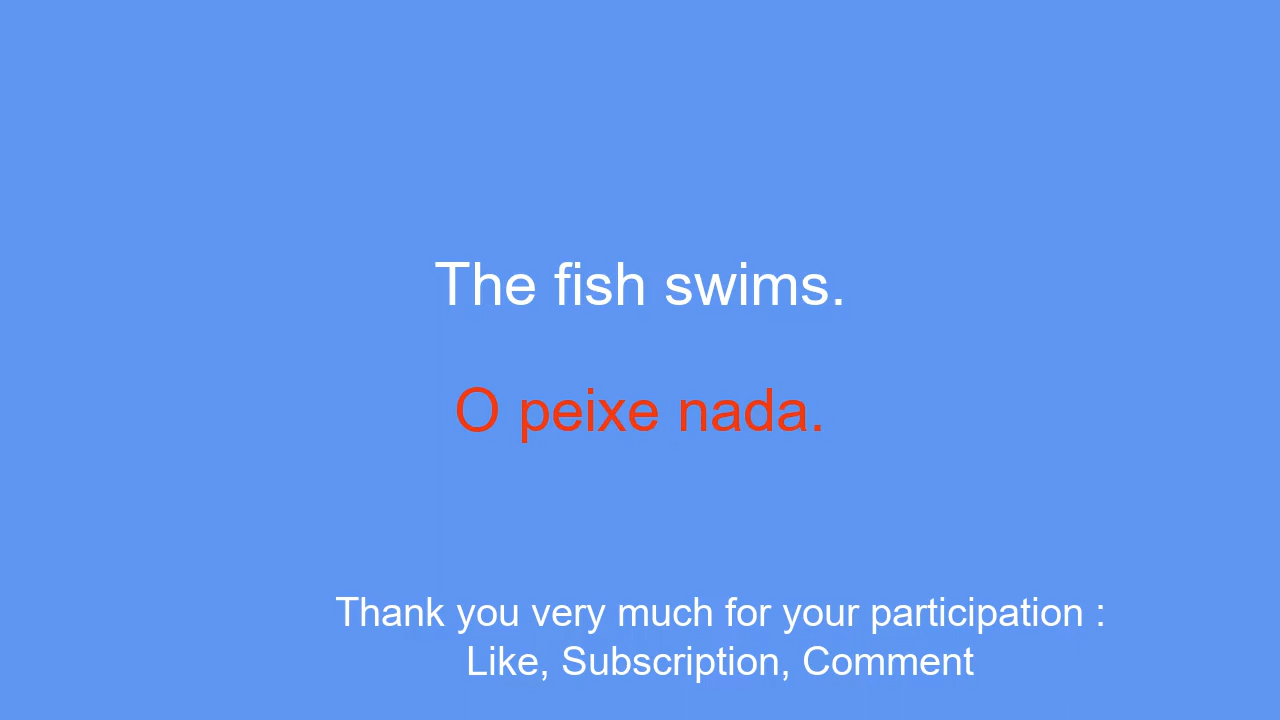 The fish swims.
O peixe nada.
Thank you very much for your participation :
Like, Subscription, Comment